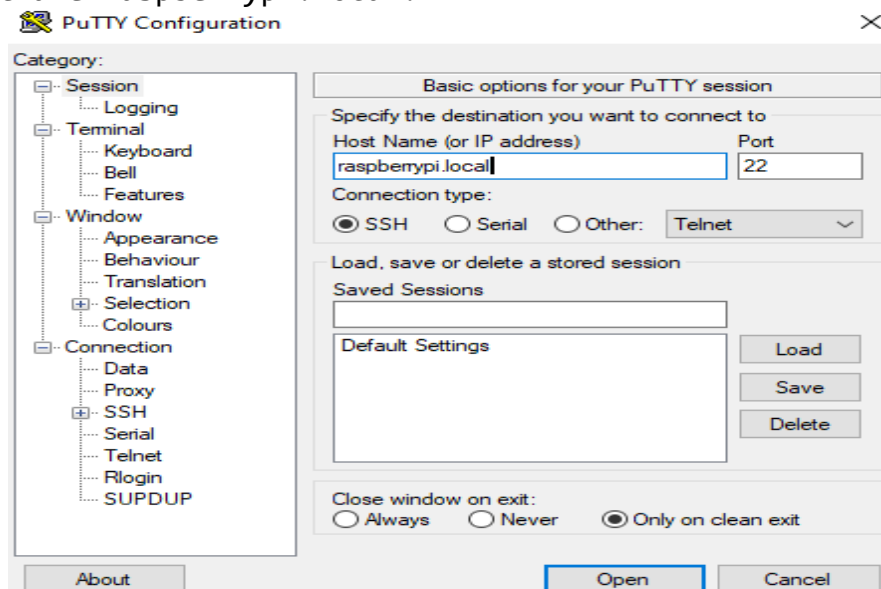 PuTTY Configuration
Category:
Session
Logging
Terminal
Keyboard
Bell
Features
Window
Appearance
Behaviour
Translation
Selection
Colours
Connection
Data
Proxy
SSH
Serial
Telnet
Rlogin
SUPDUP
Basic options for your PuTTY session
Specify the destination you want to connect to
Host Name (or IP address) Port
raspberrypi.local 22
Connection type:
SSH Serial Other: Telnet
Load, save or delete a stored session
Saved Sessions
Default Settings
Load
Save
Delete
Close window on exit:
Always Never Only on clean exit
About Open Cancel